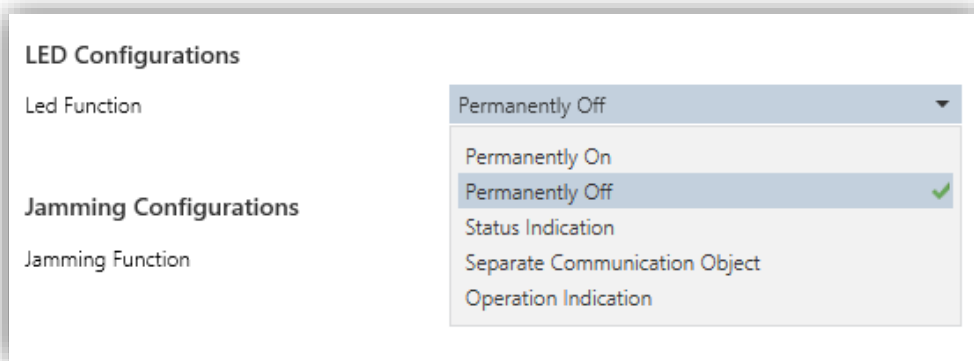 LED Configurations
Led Function
Permanently Off
Permanently On
Permanently Off
Jamming Configurations
Status Indication
Jamming Function
Separate Communication Object
Operation Indication